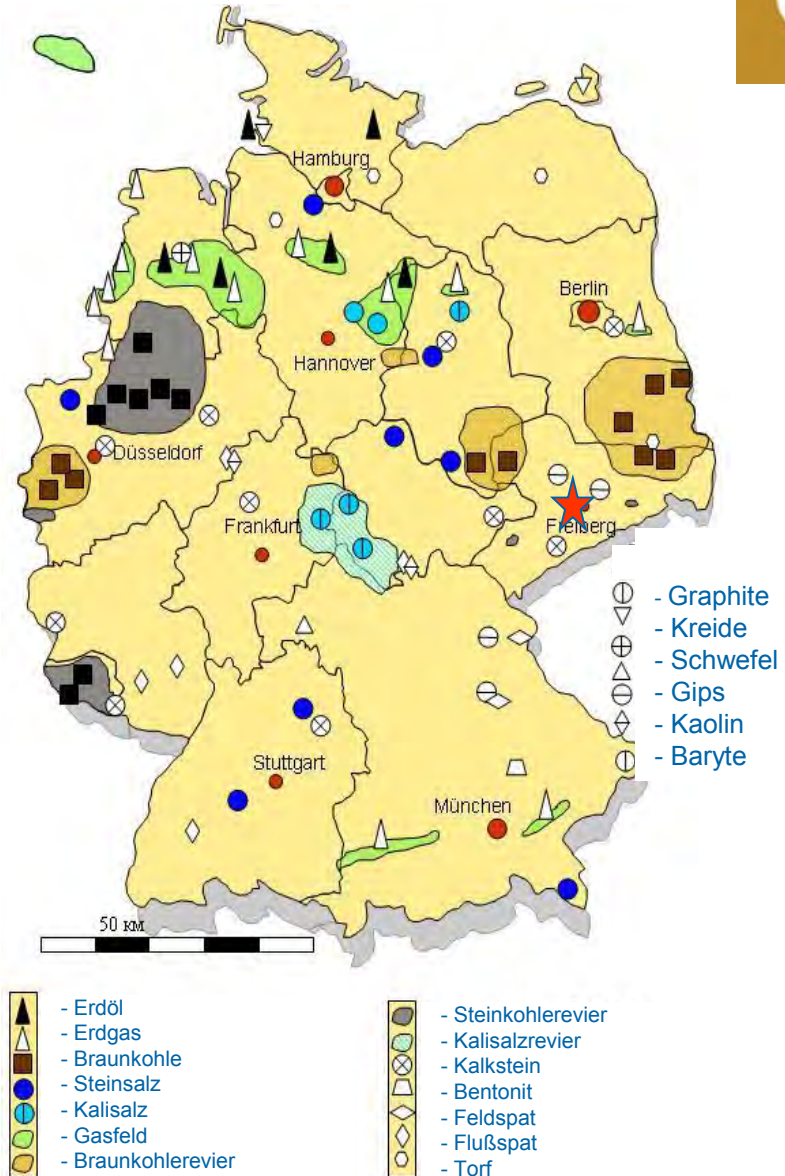 Hamburg
Berlin
Hannover
Düsseldorf
Frankfurt
Freiberg
Stuttgart
München
- Graphite
- Kreide
- Schwefel
- Gips
- Kaolin
- Baryte
50 км
- Erdöl
- Erdgas
- Braunkohle
- Steinsalz
- Kalisalz
- Gasfeld
- Braunkohlerevier
- Steinkohlerevier
- Kalisalzrevier
- Kalkstein
- Bentonit
- Feldspat
- Flußspat
- Torf